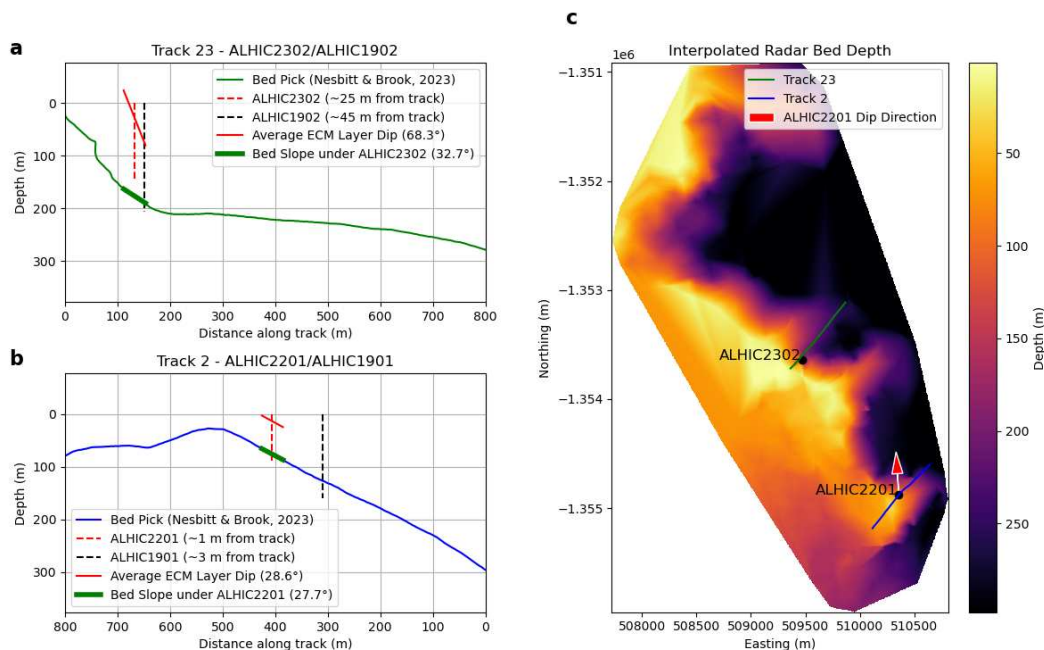 a
Track 23 - ALHIC2302/ALHIC1902
Bed Pick (Nesbitt & Brook, 2023)
ALHIC2302 (~25 m from track)
ALHIC1902 (~45 m from track)
Average ECM Layer Dip (68.3°)
Bed Slope under ALHIC2302 (32.7°)
Depth (m)
0
100
200
300
0 100 200 300 400 500 600 700 800
Distance along track (m)
b
Track 2 - ALHIC2201/ALHIC1901
Bed Pick (Nesbitt & Brook, 2023)
ALHIC2201 (~1 m from track)
ALHIC1901 (~3 m from track)
Average ECM Layer Dip (28.6°)
Bed Slope under ALHIC2201 (27.7°)
Depth (m)
0
100
200
300
800 700 600 500 400 300 200 100 0
Distance along track (m)
c
Interpolated Radar Bed Depth
1e6
Track 23
Track 2
ALHIC2201 Dip Direction
ALHIC2302
ALHIC2201
Northing (m)
−1.351
−1.352
−1.353
−1.354
−1.355
508000 508500 509000 509500 510000 510500
Easting (m)
50
100
150
200
250
Depth (m)